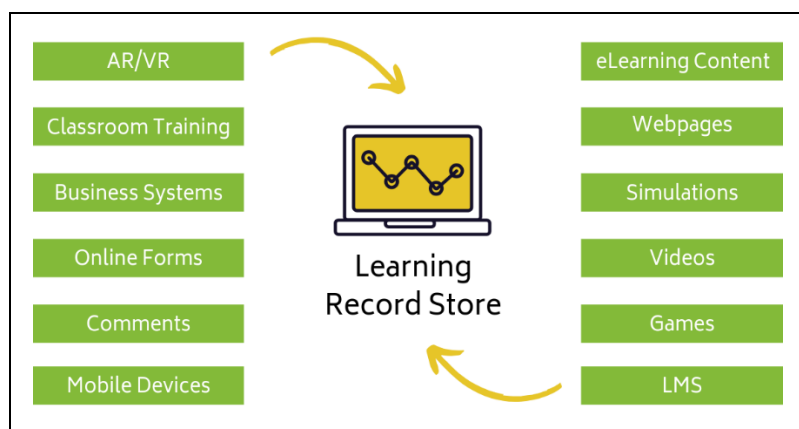 AR/VR
Classroom Training
Business Systems
Online Forms
Comments
Mobile Devices
Learning
Record Store
eLearning Content
Webpages
Simulations
Videos
Games
LMS